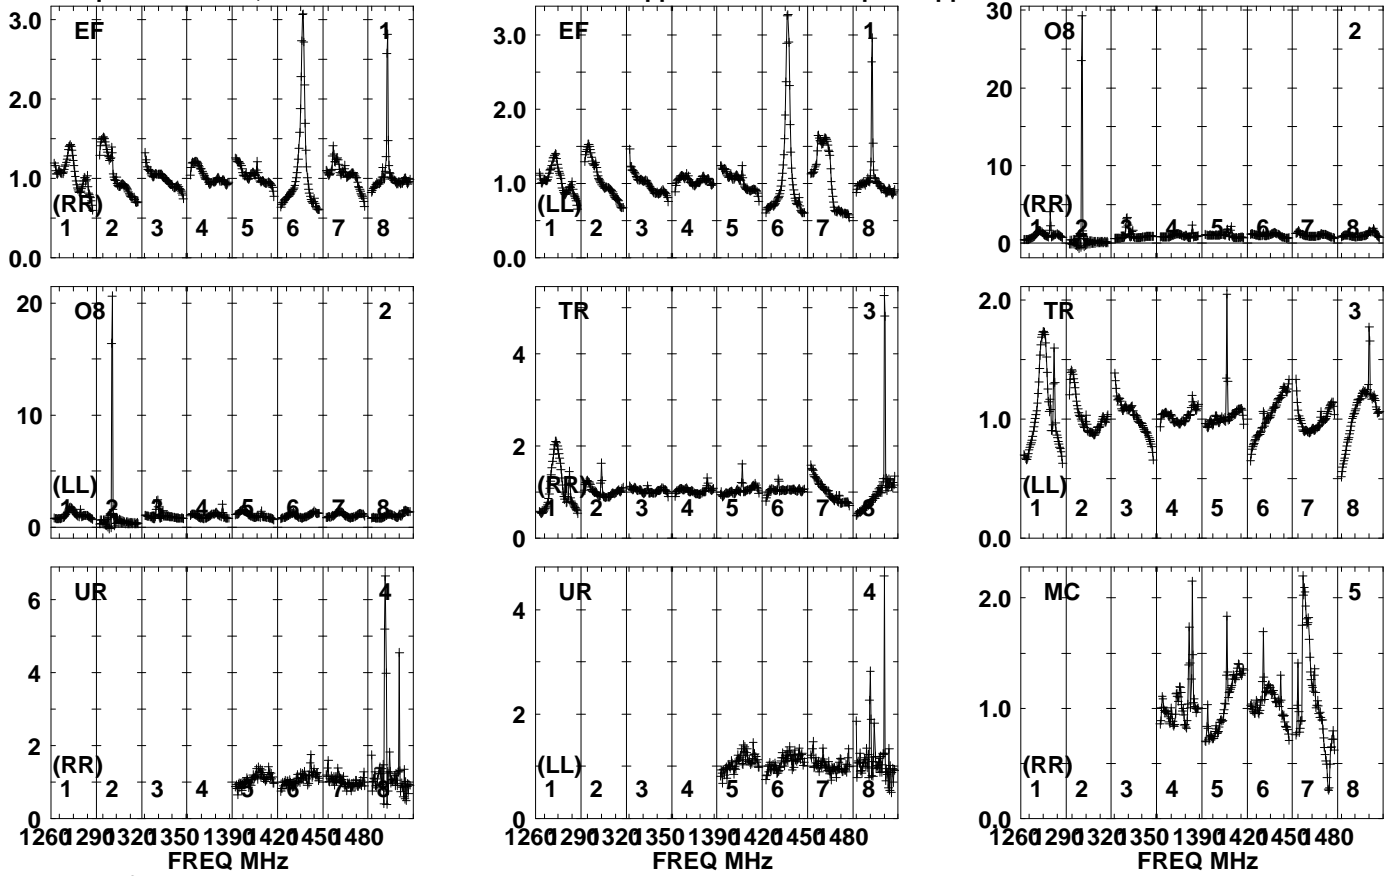 3.0 EF 1
2.0
1.0
(RR)
1 2 3 4 5 6 7 8
0.0
3.0 EF 1
2.0
1.0
(LL)
1 2 3 4 5 6 7 8
0.0
30 O8 2
20
10
(RR)
1 2 3 4 5 6 7 8
0
20 O8 2
10
(LL)
1 2 3 4 5 6 7 8
0
TR 3
4
2
(RR)
1 2 3 4 5 6 7 8
0
2.0 TR 3
1.0
(LL)
1 2 3 4 5 6 7 8
0.0
6 UR 4
4
2
(RR)
1 2 3 4 5 6 7 8
0
1260 1290 1320 1350 1390 1420 1450 1480
FREQ MHz
4 UR 4
2
(LL)
1 2 3 4 5 6 7 8
0
1260 1290 1320 1350 1390 1420 1450 1480
FREQ MHz
2.0 MC 5
1.0
(RR)
1 2 3 4 5 6 7 8
0.0
1260 1290 1320 1350 1390 1420 1450 1480
FREQ MHz